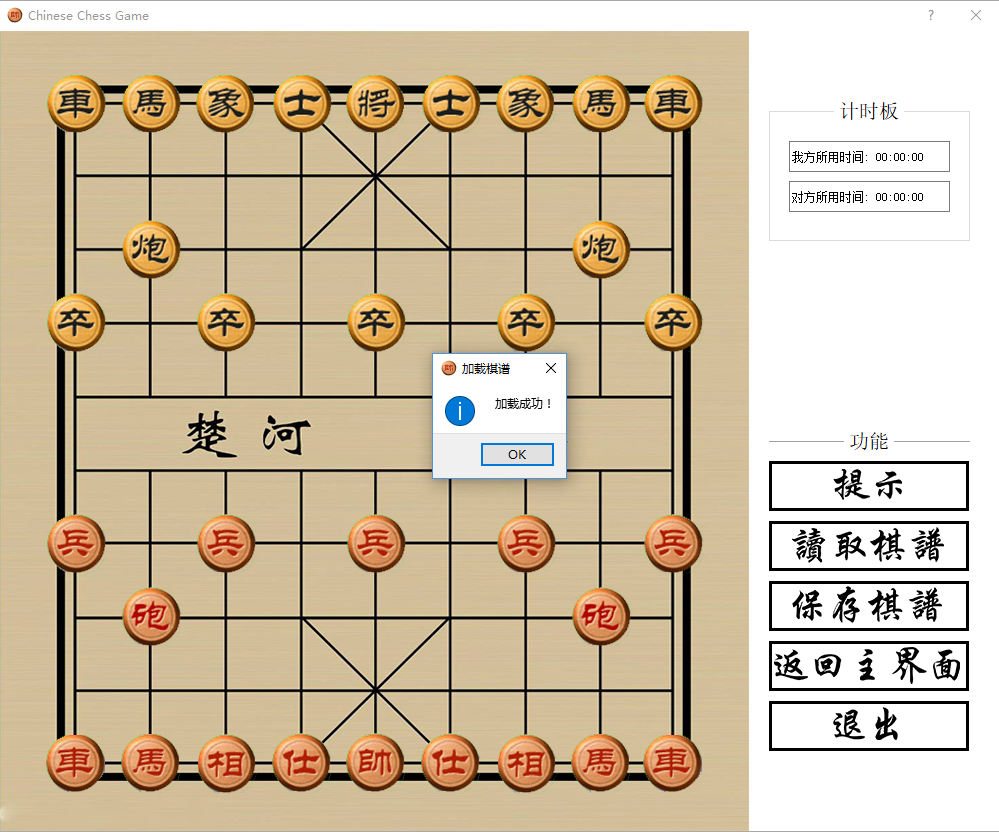 Chinese Chess Game
車 馬 象 士 將 士 象 馬 車
炮 炮
卒 卒 卒 卒 卒
楚 河
兵 兵 兵 兵 兵
砲 砲
車 馬 相 仕 帥 仕 相 馬 車
加载棋谱
加载成功！
OK
计时板
我方所用时间: 00:00:00
对方所用时间: 00:00:00
功能
提示
讀取棋譜
保存棋譜
返回主界面
退出